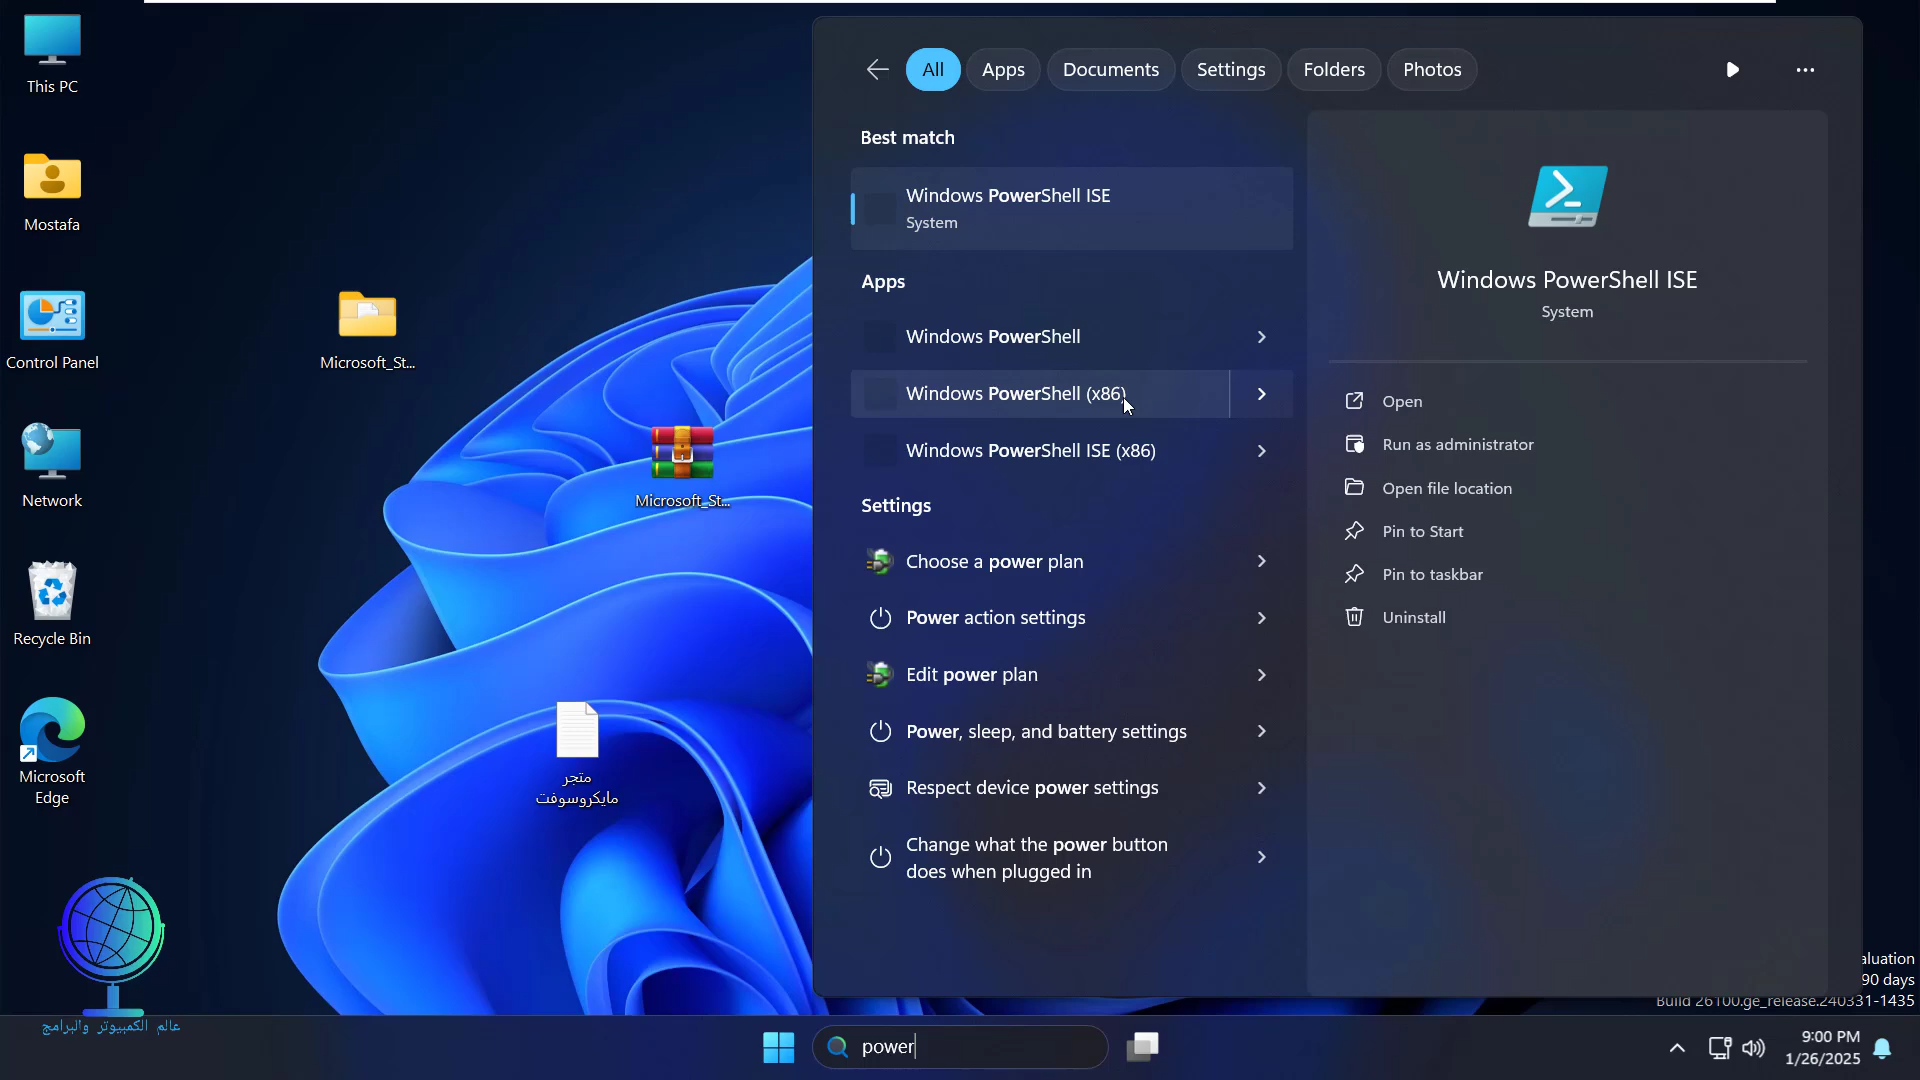 This PC
Mostafa
Control Panel
Network
Recycle Bin
Microsoft
Edge
Microsoft_St...
Microsoft_St...
متجر
مايكروسوفت
عالم الكمبيوتر والبرامج
All
Apps
Documents
Settings
Folders
Photos
Best match
Windows PowerShell ISE
System
Apps
Windows PowerShell
Windows PowerShell (x86)
Windows PowerShell ISE (x86)
Settings
Choose a power plan
Power action settings
Edit power plan
Power, sleep, and battery settings
Respect device power settings
Change what the power button
does when plugged in
Windows PowerShell ISE
System
Open
Run as administrator
Open file location
Pin to Start
Pin to taskbar
Uninstall
aluation
90 days
Build 26100.ge_release.240331-1435
power
9:00 PM
1/26/2025